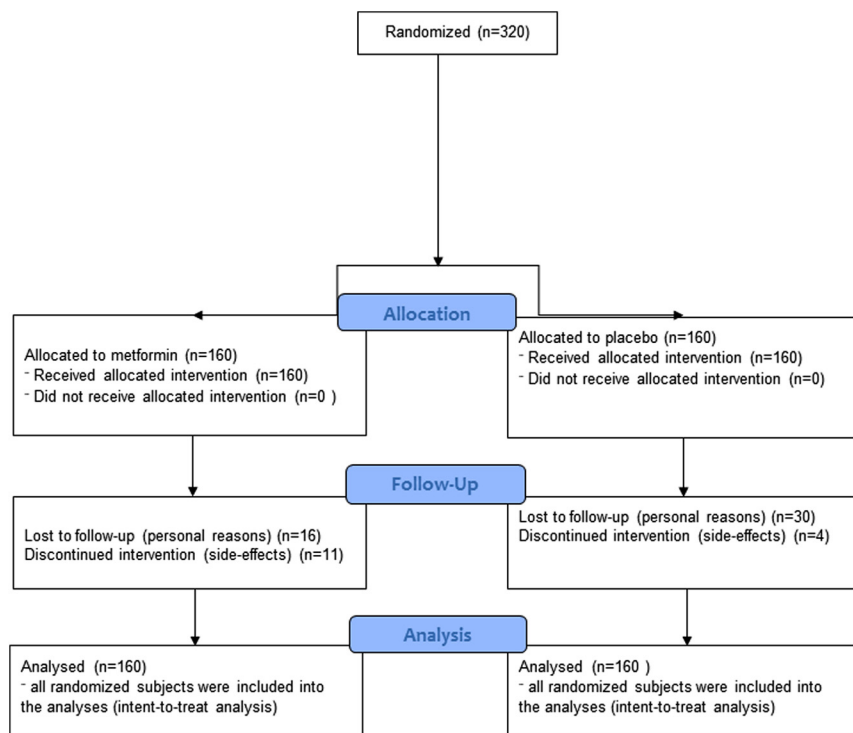 Randomized (n=320)
Allocation
Allocated to metformin (n=160)
- Received allocated intervention (n=160)
- Did not receive allocated intervention (n=0 )
Allocated to placebo (n=160)
- Received allocated intervention (n=160)
- Did not receive allocated intervention (n=0)
Follow-Up
Lost to follow-up (personal reasons) (n=16)
Discontinued intervention (side-effects) (n=11)
Lost to follow-up (personal reasons) (n=30)
Discontinued intervention (side-effects) (n=4)
Analysis
Analysed (n=160)
- all randomized subjects were included into
the analyses (intent-to-treat analysis)
Analysed (n=160 )
- all randomized subjects were included into
the analyses (intent-to-treat analysis)